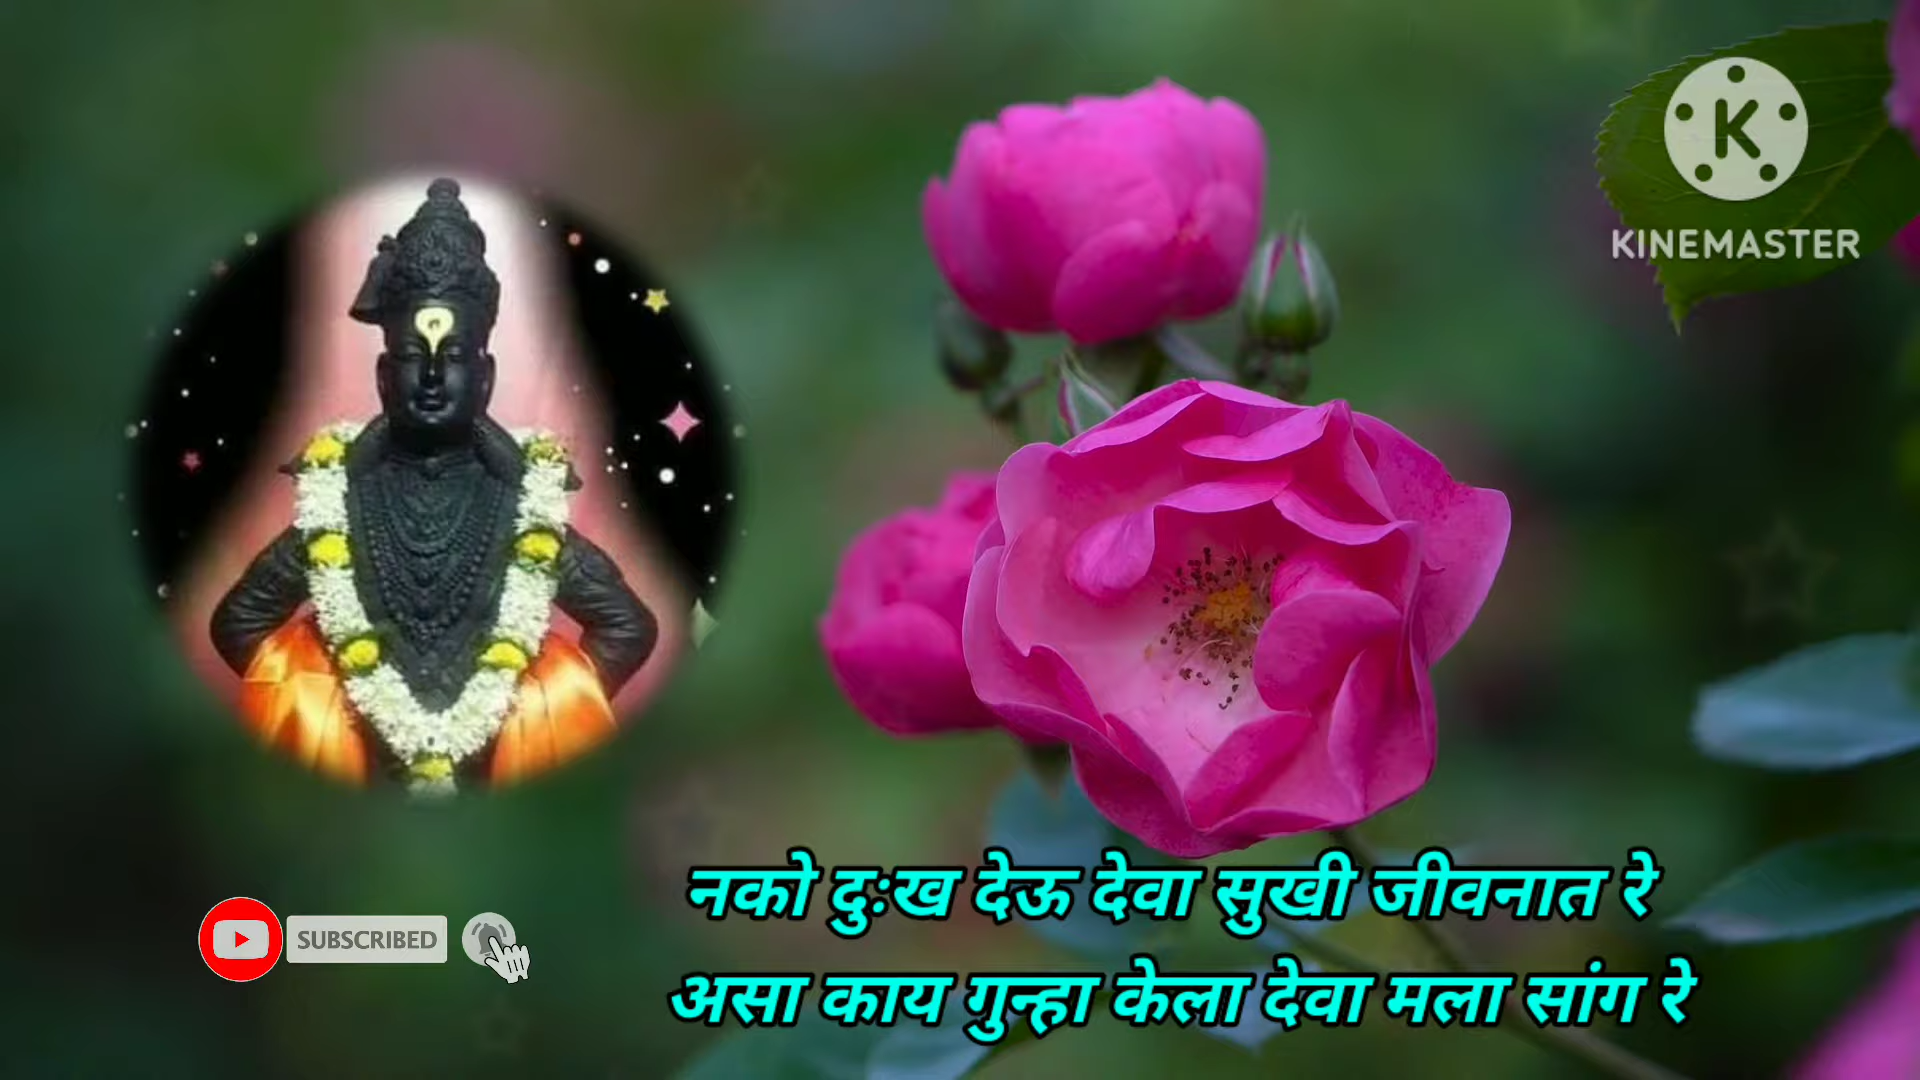 K
KINEMASTER
SUBSCRIBED
नको दुःख देऊ देवा सुखी जीवनात रे
असा काय गुन्हा केला देवा मला सांग रे